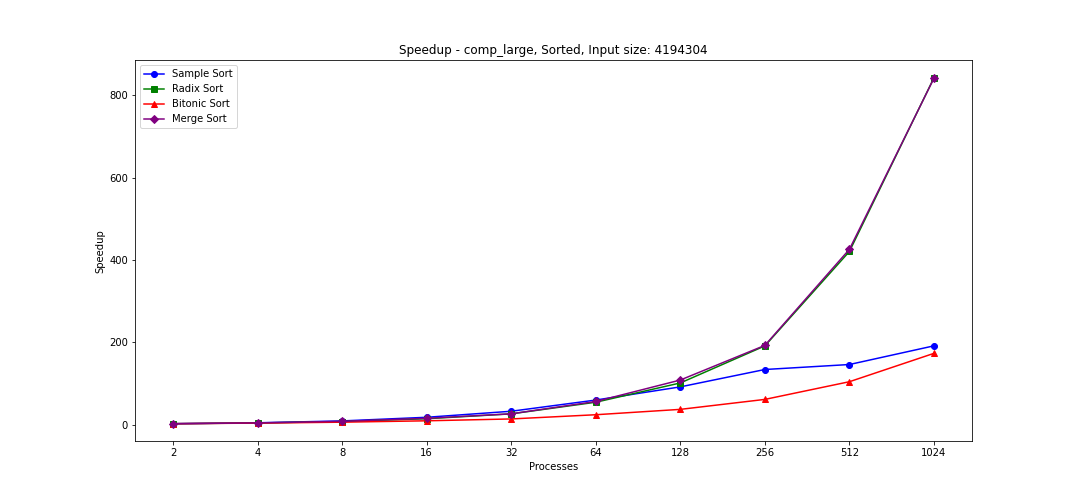 Speedup - comp_large, Sorted, Input size: 4194304
Sample Sort
Radix Sort
Bitonic Sort
Merge Sort
Speedup
800
600
400
200
0
2 4 8 16 32 64 128 256 512 1024
Processes